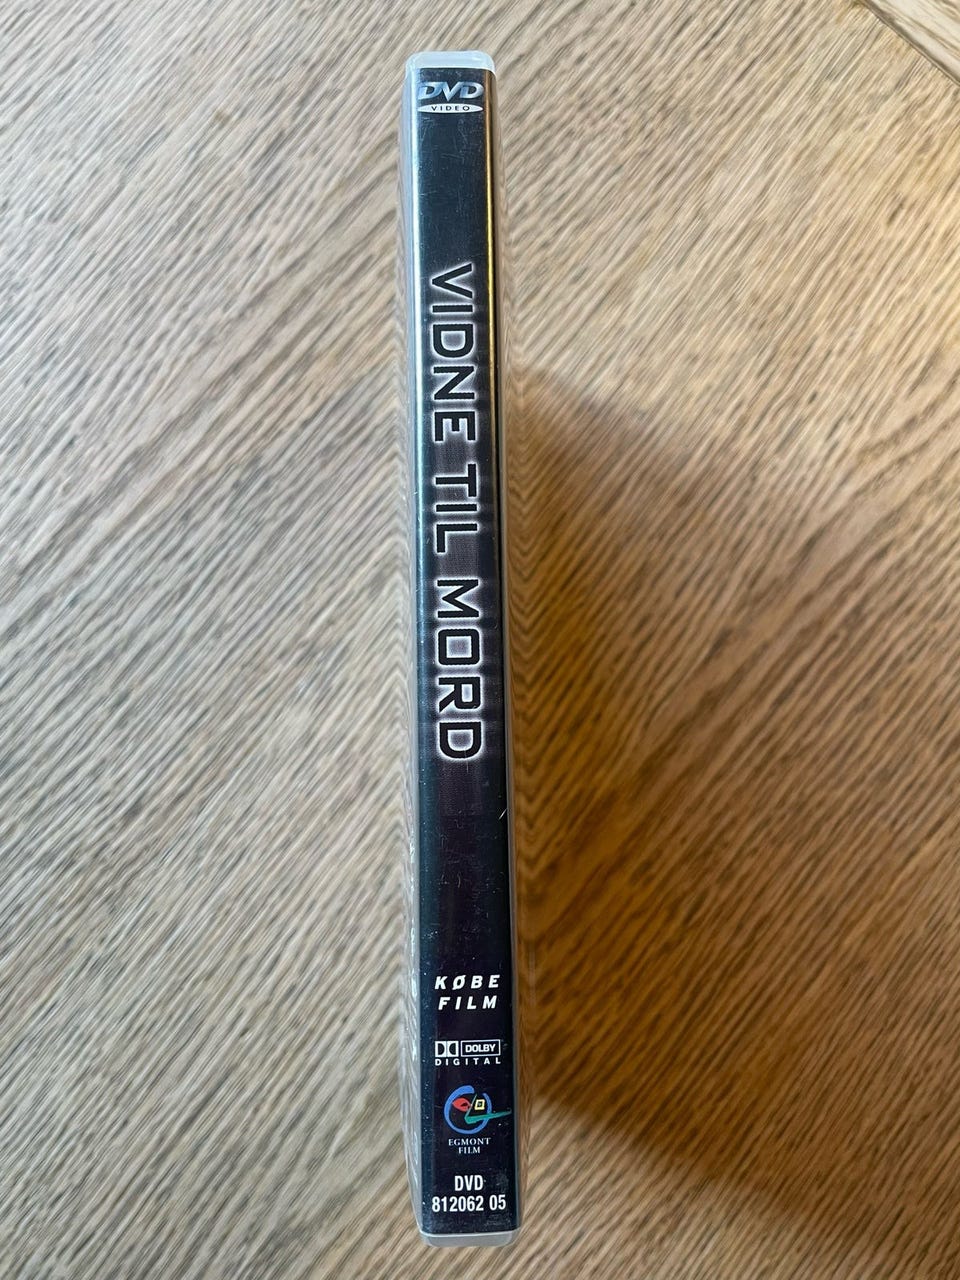 DVD
VIDEO
VIDNE TIL MORD
KØBE
FILM
DOLBY
DIGITAL
EGMONT
FILM
DVD
812062 05